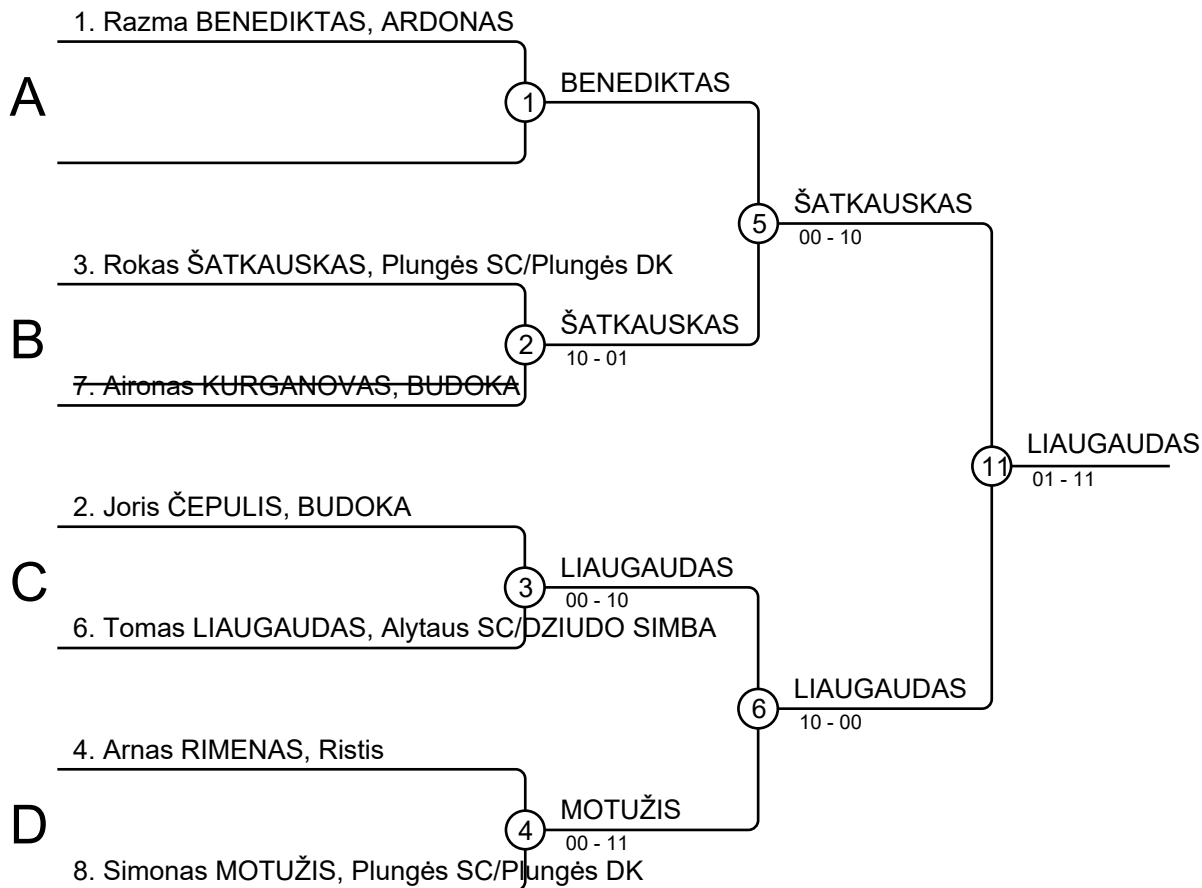 1. Razma BENEDIKTAS, ARDONAS
A
1
BENEDIKTAS
5
ŠATKAUSKAS
00 - 10
3. Rokas ŠATKAUSKAS, Plungės SC/Plungės DK
B
2
ŠATKAUSKAS
10 - 01
7. Aironas KURGANOVAS, BUDOKA
11
LIAUGAUDAS
01 - 11
2. Joris ČEPULIS, BUDOKA
C
3
LIAUGAUDAS
00 - 10
6. Tomas LIAUGAUDAS, Alytaus SC/DZIUDO SIMBA
6
LIAUGAUDAS
10 - 00
4. Arnas RIMENAS, Ristis
D
4
MOTUŽIS
00 - 11
8. Simonas MOTUŽIS, Plungės SC/Plungės DK